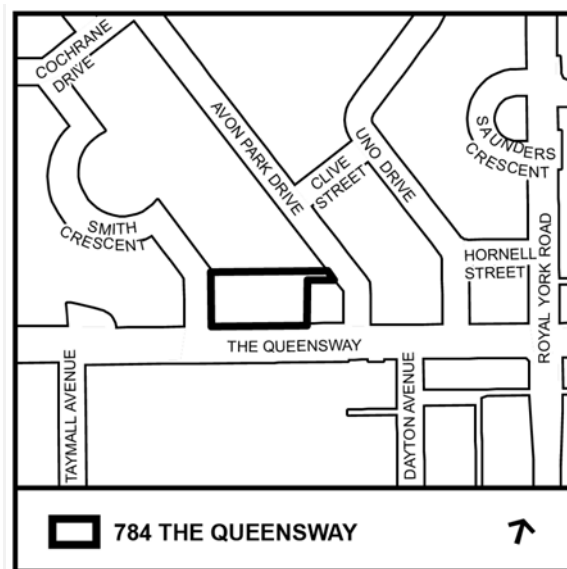 COCHRANE
DRIVE
AVON PARK DRIVE
CLIVE
STREET
UNO DRIVE
SAUNDERS
CRESCENT
SMITH
CRESCENT
HORNELL
STREET
ROYAL YORK ROAD
THE QUEENSWAY
TAYMALL AVENUE
DAYTON AVENUE
784 THE QUEENSWAY